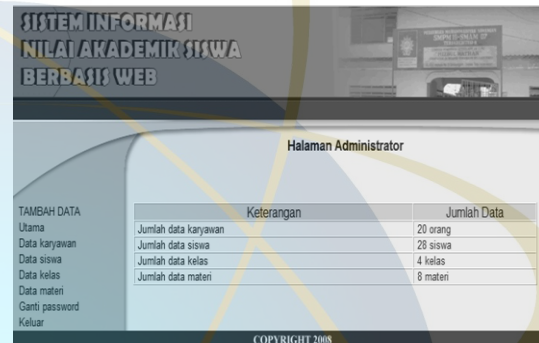 SISTEM INFORMASI
NILAI AKADEMIK SISWA
BERBASIS WEB
Halaman Administrator
TAMBAH DATA
Utama
Data karyawan
Data siswa
Data kelas
Data materi
Ganti password
Keluar
Keterangan Jumlah Data
Jumlah data karyawan 20 orang
Jumlah data siswa 28 siswa
Jumlah data kelas 4 kelas
Jumlah data materi 8 materi
COPYRIGHT 2008